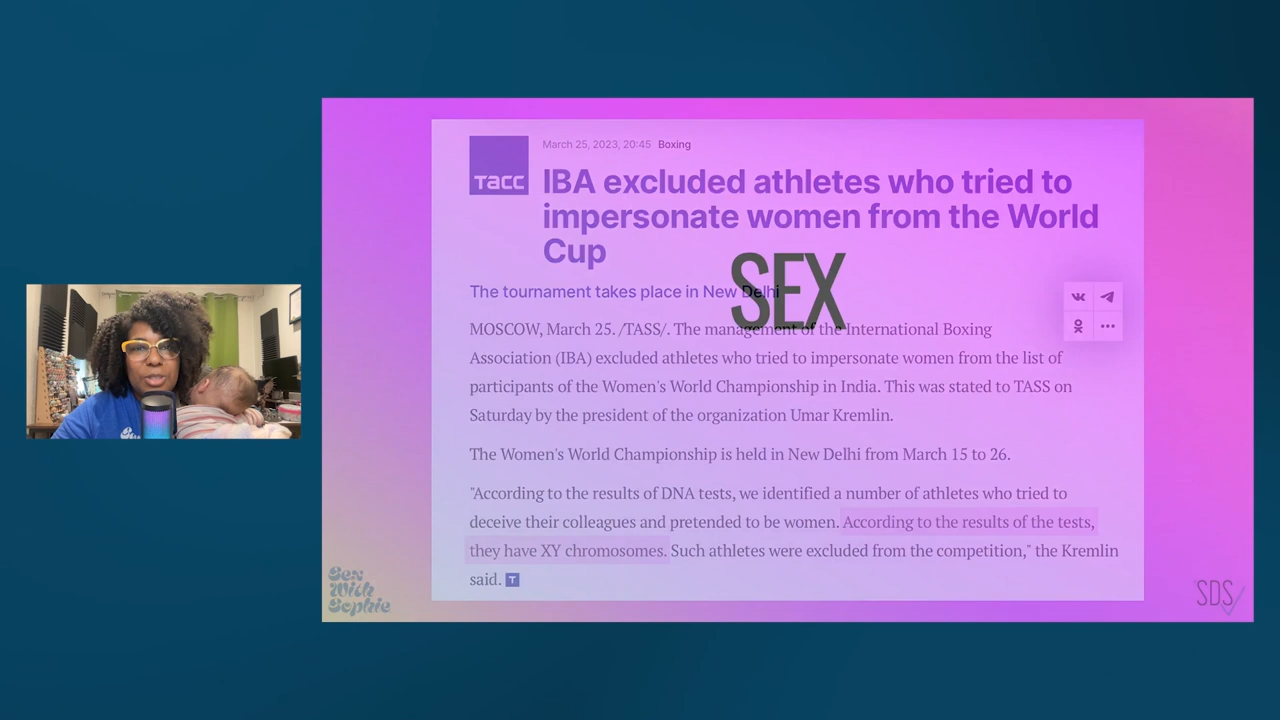 тасс
March 25, 2023, 20:45 Boxing
IBA excluded athletes who tried to
impersonate women from the World
Cup
SEX
The tournament takes place in New Delhi
MOSCOW, March 25. /TASS/. The management of the International Boxing
Association (IBA) excluded athletes who tried to impersonate women from the list of
participants of the Women's World Championship in India. This was stated to TASS on
Saturday by the president of the organization Umar Kremlin.
The Women's World Championship is held in New Delhi from March 15 to 26.
"According to the results of DNA tests, we identified a number of athletes who tried to
deceive their colleagues and pretended to be women. According to the results of the tests,
they have XY chromosomes. Such athletes were excluded from the competition," the Kremlin
said. T
Sex
With
Sophie
SDS